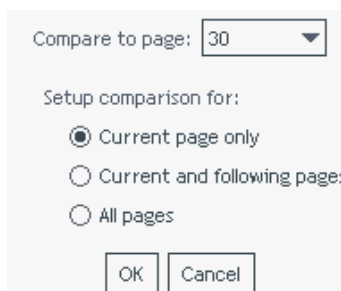 Compare to page: 30
Setup comparison for:
Current page only
Current and following page:
All pages
OK Cancel